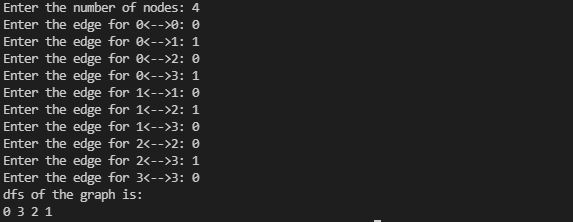 Enter the number of nodes: 4
Enter the edge for 0<-->0: 0
Enter the edge for 0<-->1: 1
Enter the edge for 0<-->2: 0
Enter the edge for 0<-->3: 1
Enter the edge for 1<-->1: 0
Enter the edge for 1<-->2: 1
Enter the edge for 1<-->3: 0
Enter the edge for 2<-->2: 0
Enter the edge for 2<-->3: 1
Enter the edge for 3<-->3: 0
dfs of the graph is:
0 3 2 1